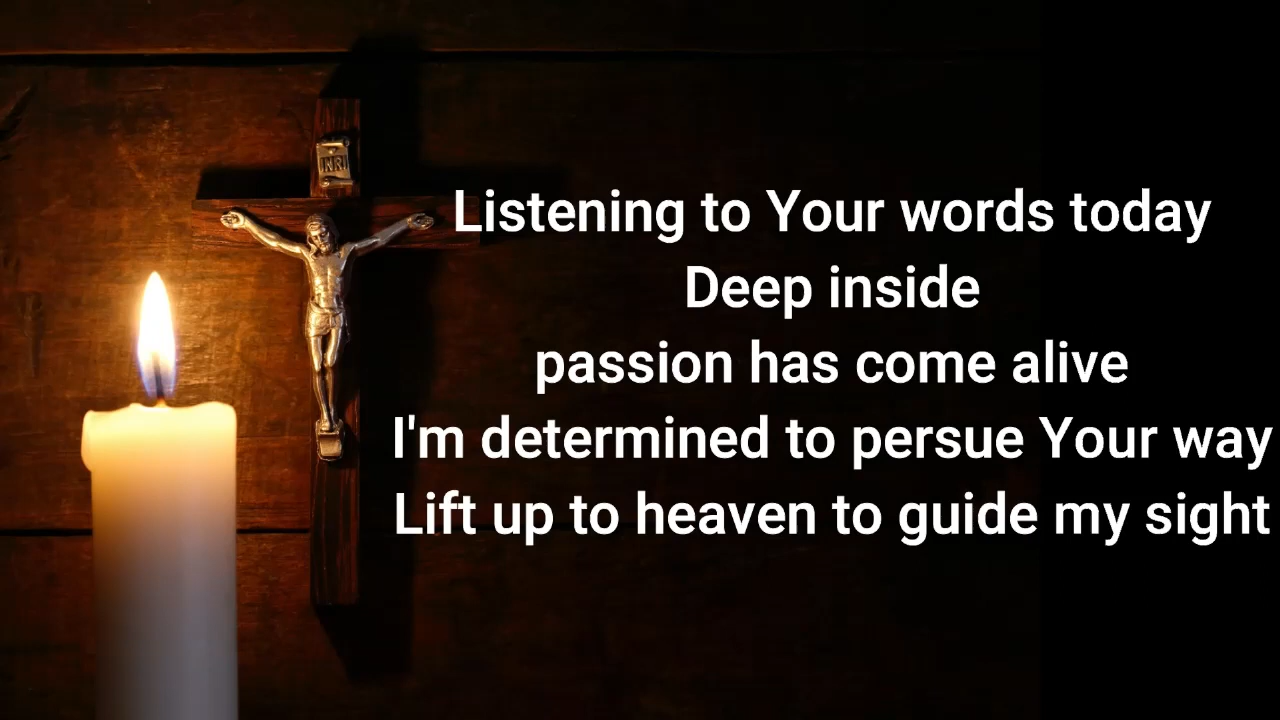 INRI
Listening to Your words today
Deep inside
passion has come alive
I'm determined to persue Your way
Lift up to heaven to guide my sight